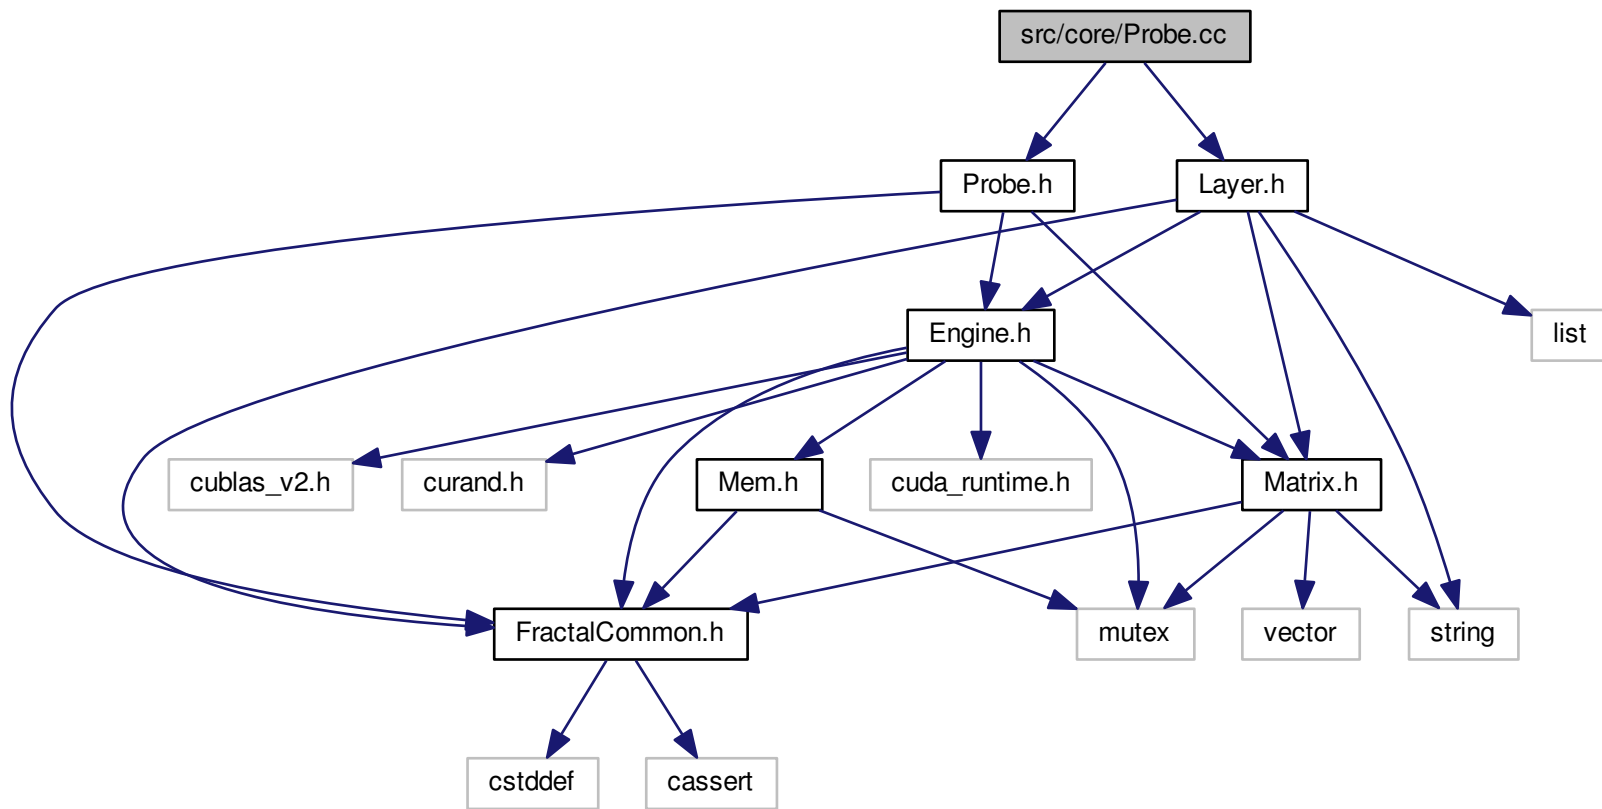 src/core/Probe.cc
Probe.h
Layer.h
Engine.h
list
cublas_v2.h
curand.h
Mem.h
cuda_runtime.h
Matrix.h
FractalCommon.h
mutex
vector
string
cstddef
cassert